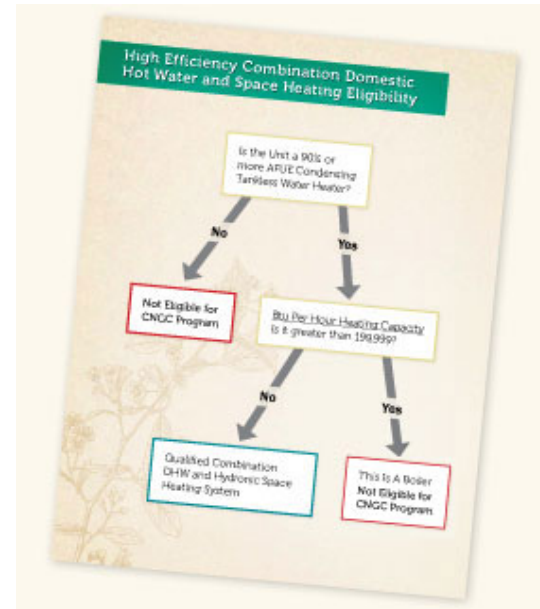 High Efficiency Combination Domestic
Hot Water and Space Heating Eligibility
Is the Unit a 90% or
more AFUE Condensing
Tankless Water Heater?
No
Yes
Not Eligible for
CNGC Program
Btu Per Hour Heating Capacity
Is it greater than 199,999?
No
Yes
Qualified Combination
DHW and Hydronic Space
Heating System
This Is A Boiler
Not Eligible for
CNGC Program